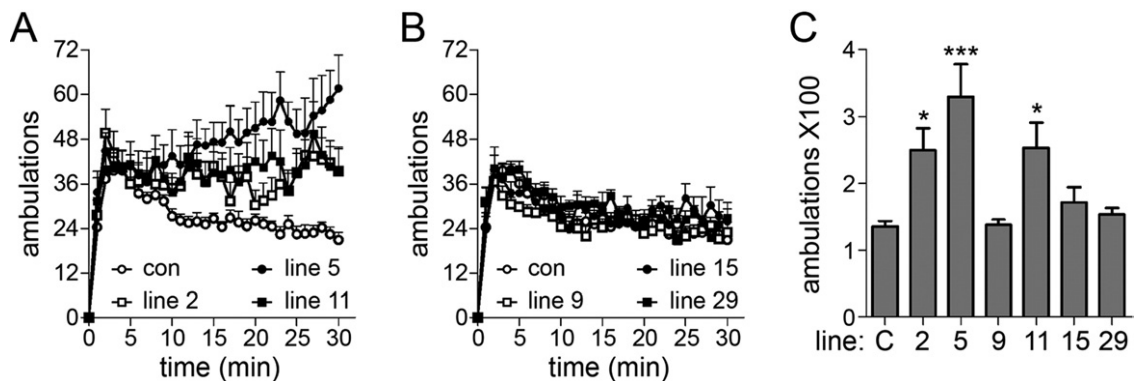 A
ambulations
72
60
48
36
24
12
0
con
line 5
line 2
line 11
0 5 10 15 20 25 30
time (min)
B
ambulations
72
60
48
36
24
12
0
con
line 15
line 9
line 29
0 5 10 15 20 25 30
time (min)
C
ambulations X100
4
3
2
1
0
*
***
*
line: C 2 5 9 11 15 29